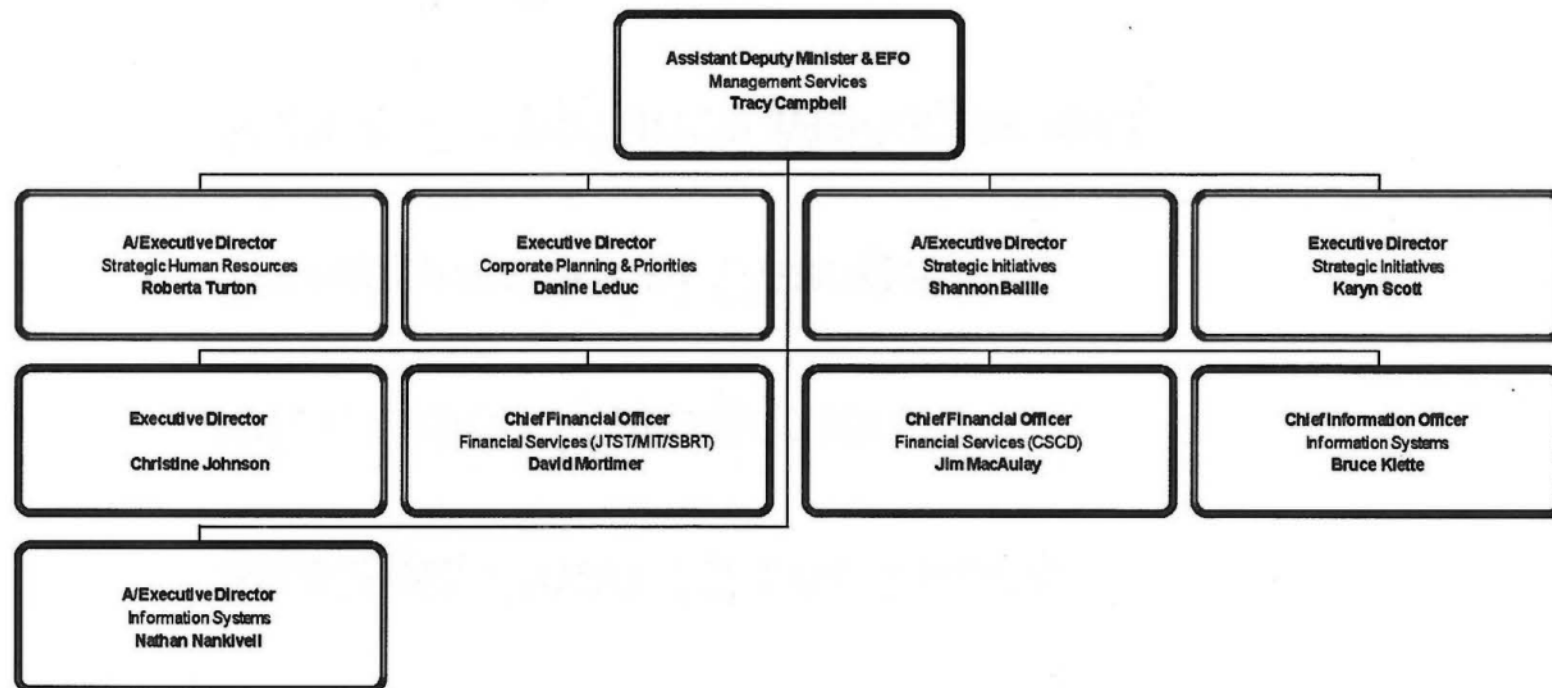 Assistant Deputy Minister & EFO
Management Services
Tracy Campbell
A/Executive Director
Strategic Human Resources
Roberta Turton
Executive Director
Corporate Planning & Priorities
Danine Leduc
A/Executive Director
Strategic Initiatives
Shannon Baillie
Executive Director
Strategic Initiatives
Karyn Scott
Executive Director
Christine Johnson
Chief Financial Officer
Financial Services (JTST/MIT/SBRT)
David Mortimer
Chief Financial Officer
Financial Services (CSCD)
Jim MacAulay
Chief Information Officer
Information Systems
Bruce Klette
A/Executive Director
Information Systems
Nathan Nankivell